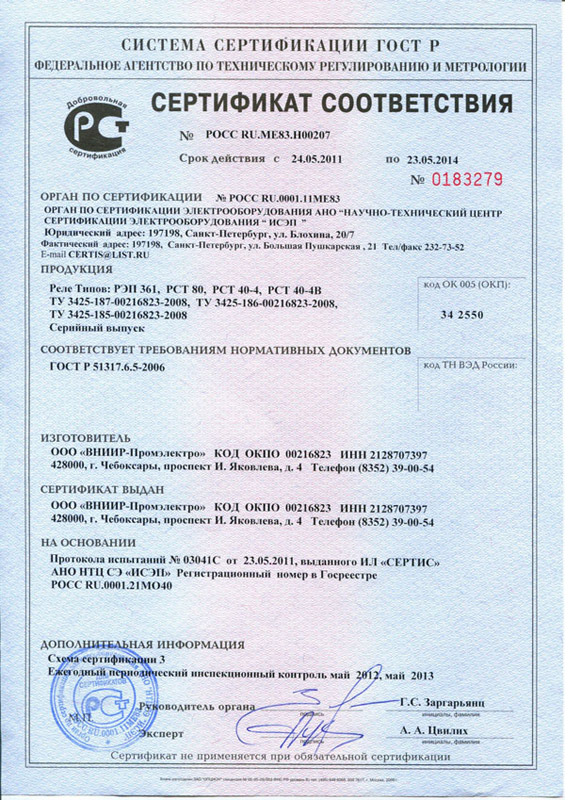 СИСТЕМА СЕРТИФИКАЦИИ ГОСТ Р
ФЕДЕРАЛЬНОЕ АГЕНТСТВО ПО ТЕХНИЧЕСКОМУ РЕГУЛИРОВАНИЮ И МЕТРОЛОГИИ
Добровольная
сертификация
СЕРТИФИКАТ СООТВЕТСТВИЯ
№ РОСС RU.МЕ83.Н00207
Срок действия с 24.05.2011 по 23.05.2014
№ 0183279
ОРГАН ПО СЕРТИФИКАЦИИ № РОСС RU.0001.11МЕ83
ОРГАН ПО СЕРТИФИКАЦИИ ЭЛЕКТРООБОРУДОВАНИЯ АНО "НАУЧНО-ТЕХНИЧЕСКИЙ ЦЕНТР
СЕРТИФИКАЦИИ ЭЛЕКТРООБОРУДОВАНИЯ " ИСЭП "
Юридический адрес: 197198, Санкт-Петербург, ул. Блохина, 20/7
Фактический адрес: 197198, Санкт-Петербург, ул. Большая Пушкарская , 21 Тел/факс 232-73-52
E-mail CERTIS@LIST.RU
ПРОДУКЦИЯ
Реле Типов: РЭП 361, РСТ 80, РСТ 40-4, РСТ 40-4В
ТУ 3425-187-00216823-2008, ТУ 3425-186-00216823-2008,
ТУ 3425-185-00216823-2008
Серийный выпуск
код ОК 005 (ОКП):
34 2550
СООТВЕТСТВУЕТ ТРЕБОВАНИЯМ НОРМАТИВНЫХ ДОКУМЕНТОВ
ГОСТ Р 51317.6.5-2006
код ТН ВЭД России:
ИЗГОТОВИТЕЛЬ
ООО «ВНИИР-Промэлектро» КОД ОКПО 00216823 ИНН 2128707397
428000, г. Чебоксары, проспект И. Яковлева, д. 4 Телефон (8352) 39-00-54
СЕРТИФИКАТ ВЫДАН
ООО «ВНИИР-Промэлектро» КОД ОКПО 00216823 ИНН 2128707397
428000, г. Чебоксары, проспект И. Яковлева, д. 4 Телефон (8352) 39-00-54
НА ОСНОВАНИИ
Протокола испытаний № 03041С от 23.05.2011, выданного ИЛ «СЕРТИС»
АНО НТЦ СЭ «ИСЭП» Регистрационный номер в Госреестре
РОСС RU.0001.21МО40
ДОПОЛНИТЕЛЬНАЯ ИНФОРМАЦИЯ
Схема сертификации 3
Ежегодный периодический инспекционный контроль май 2012, май 2013
М.П.
Руководитель органа
подпись
Г.С. Заргарьянц
инициалы, фамилия
Эксперт
подпись
А. А. Цвилих
инициалы, фамилия
Сертификат не применяется при обязательной сертификации